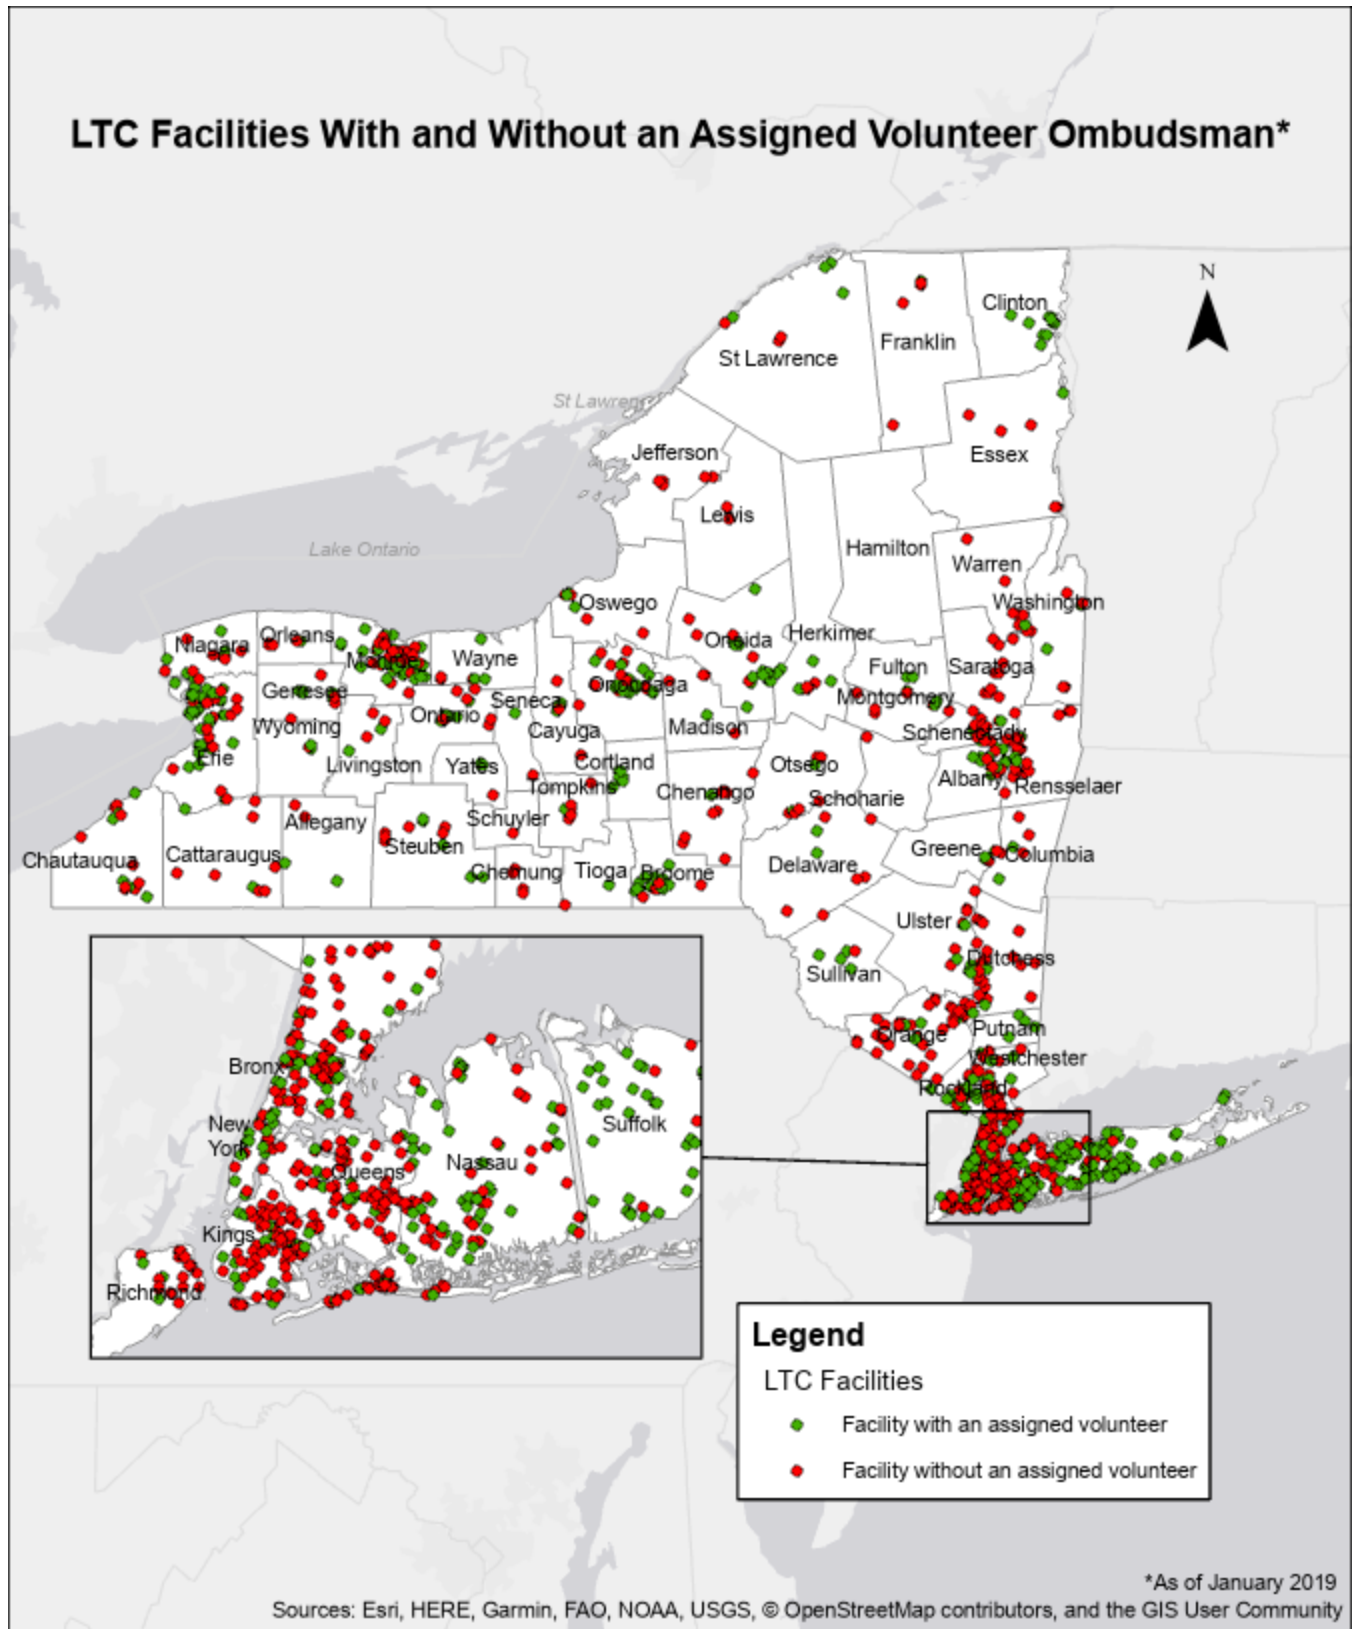 LTC Facilities With and Without an Assigned Volunteer Ombudsman*
N
Clinton
Franklin
St Lawrence
St Lawrenc
Jefferson
Essex
Lewis
Hamilton
Lake Ontario
Warren
Oswego
Washington
Niagara
Orleans
Monroe
Wayne
Oneida
Herkimer
Fulton
Saratoga
Genesee
Seneca
Onondaga
Montgomery
Wyoming
Ontario
Cayuga
Madison
Schenectady
Erie
Livingston
Yates
Cortland
Otsego
Albany
Rensselaer
Tompkins
Chenango
Schoharie
Allegany
Schuyler
Steuben
Chautauqua
Cattaraugus
Chemung
Tioga
Broome
Delaware
Greene
Columbia
Ulster
Dutchess
Sullivan
Orange
Putnam
Westchester
Rockland
Bronx
New
York
Suffolk
Queens
Nassau
Kings
Richmond
Legend
LTC Facilities
Facility with an assigned volunteer
Facility without an assigned volunteer
*As of January 2019
Sources: Esri, HERE, Garmin, FAO, NOAA, USGS, © OpenStreetMap contributors, and the GIS User Community